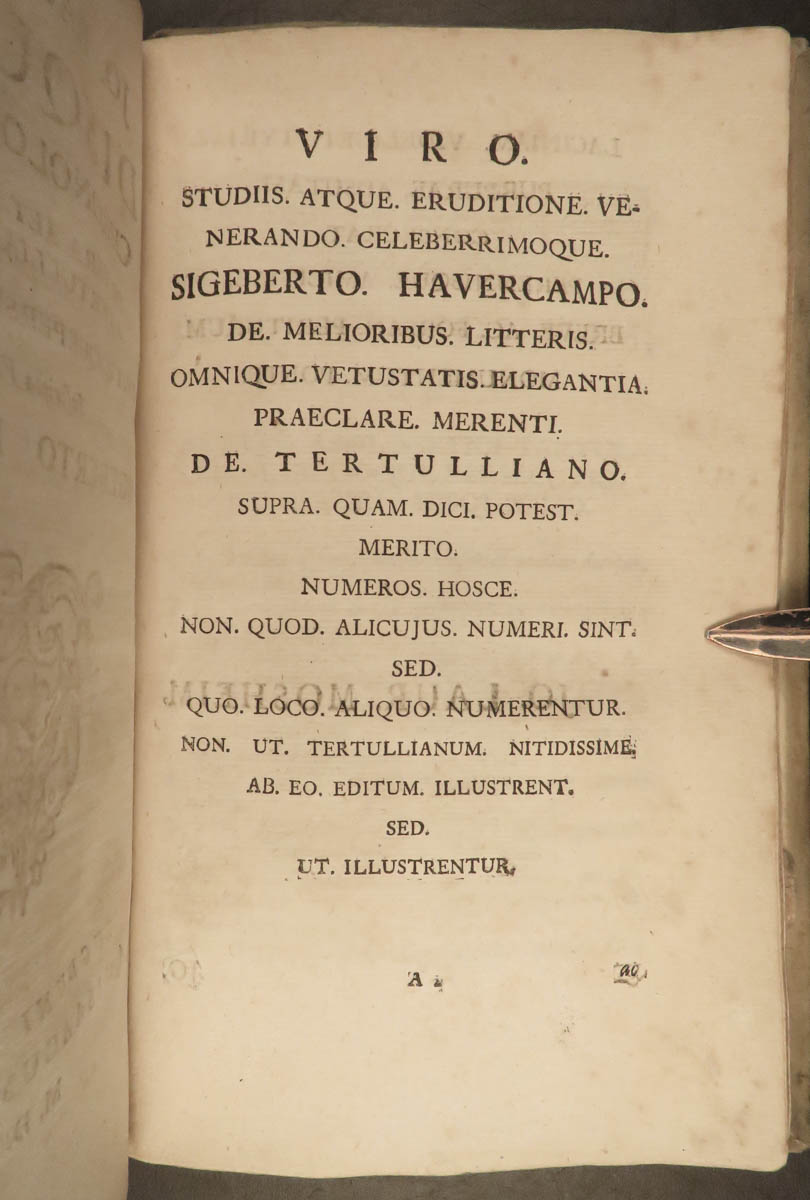 V I R O.
STUDIIS. ATQUE. ERUDITIONE. VE-
NERANDO. CELEBERRIMOQUE.
SIGEBERTO. HAVERCAMPO.
DE. MELIORIBUS. LITTERIS.
OMNIQUE. VETUSTATIS. ELEGANTIA.
PRAECLARE. MERENTI.
DE. TERTULLIANO.
SUPRA. QUAM. DICI. POTEST.
MERITO.
NUMEROS. HOSCE.
NON. QUOD. ALICUJUS. NUMERI. SINT.
SED.
QUO. LOCO. ALIQUO. NUMERENTUR.
NON. UT. TERTULLIANUM. NITIDISSIME.
AB. EO. EDITUM. ILLUSTRENT.
SED.
UT. ILLUSTRENTUR.
A